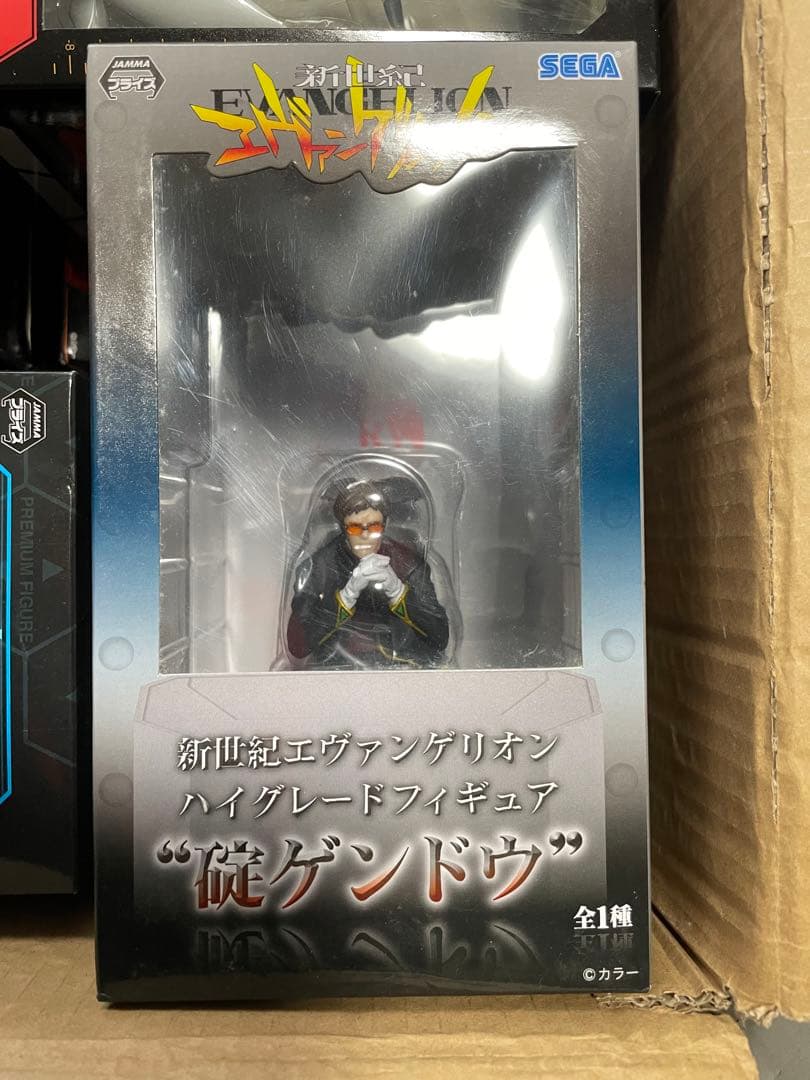 8
JAMMA
プライズ
SEGA
新世紀
EVANGELION
エヴァンゲリオン
JAMMA
プライズ
PREMIUM FIGURE
新世紀エヴァンゲリオン
ハイグレードフィギュア
“碇ゲンドウ”
全1種
©カラー